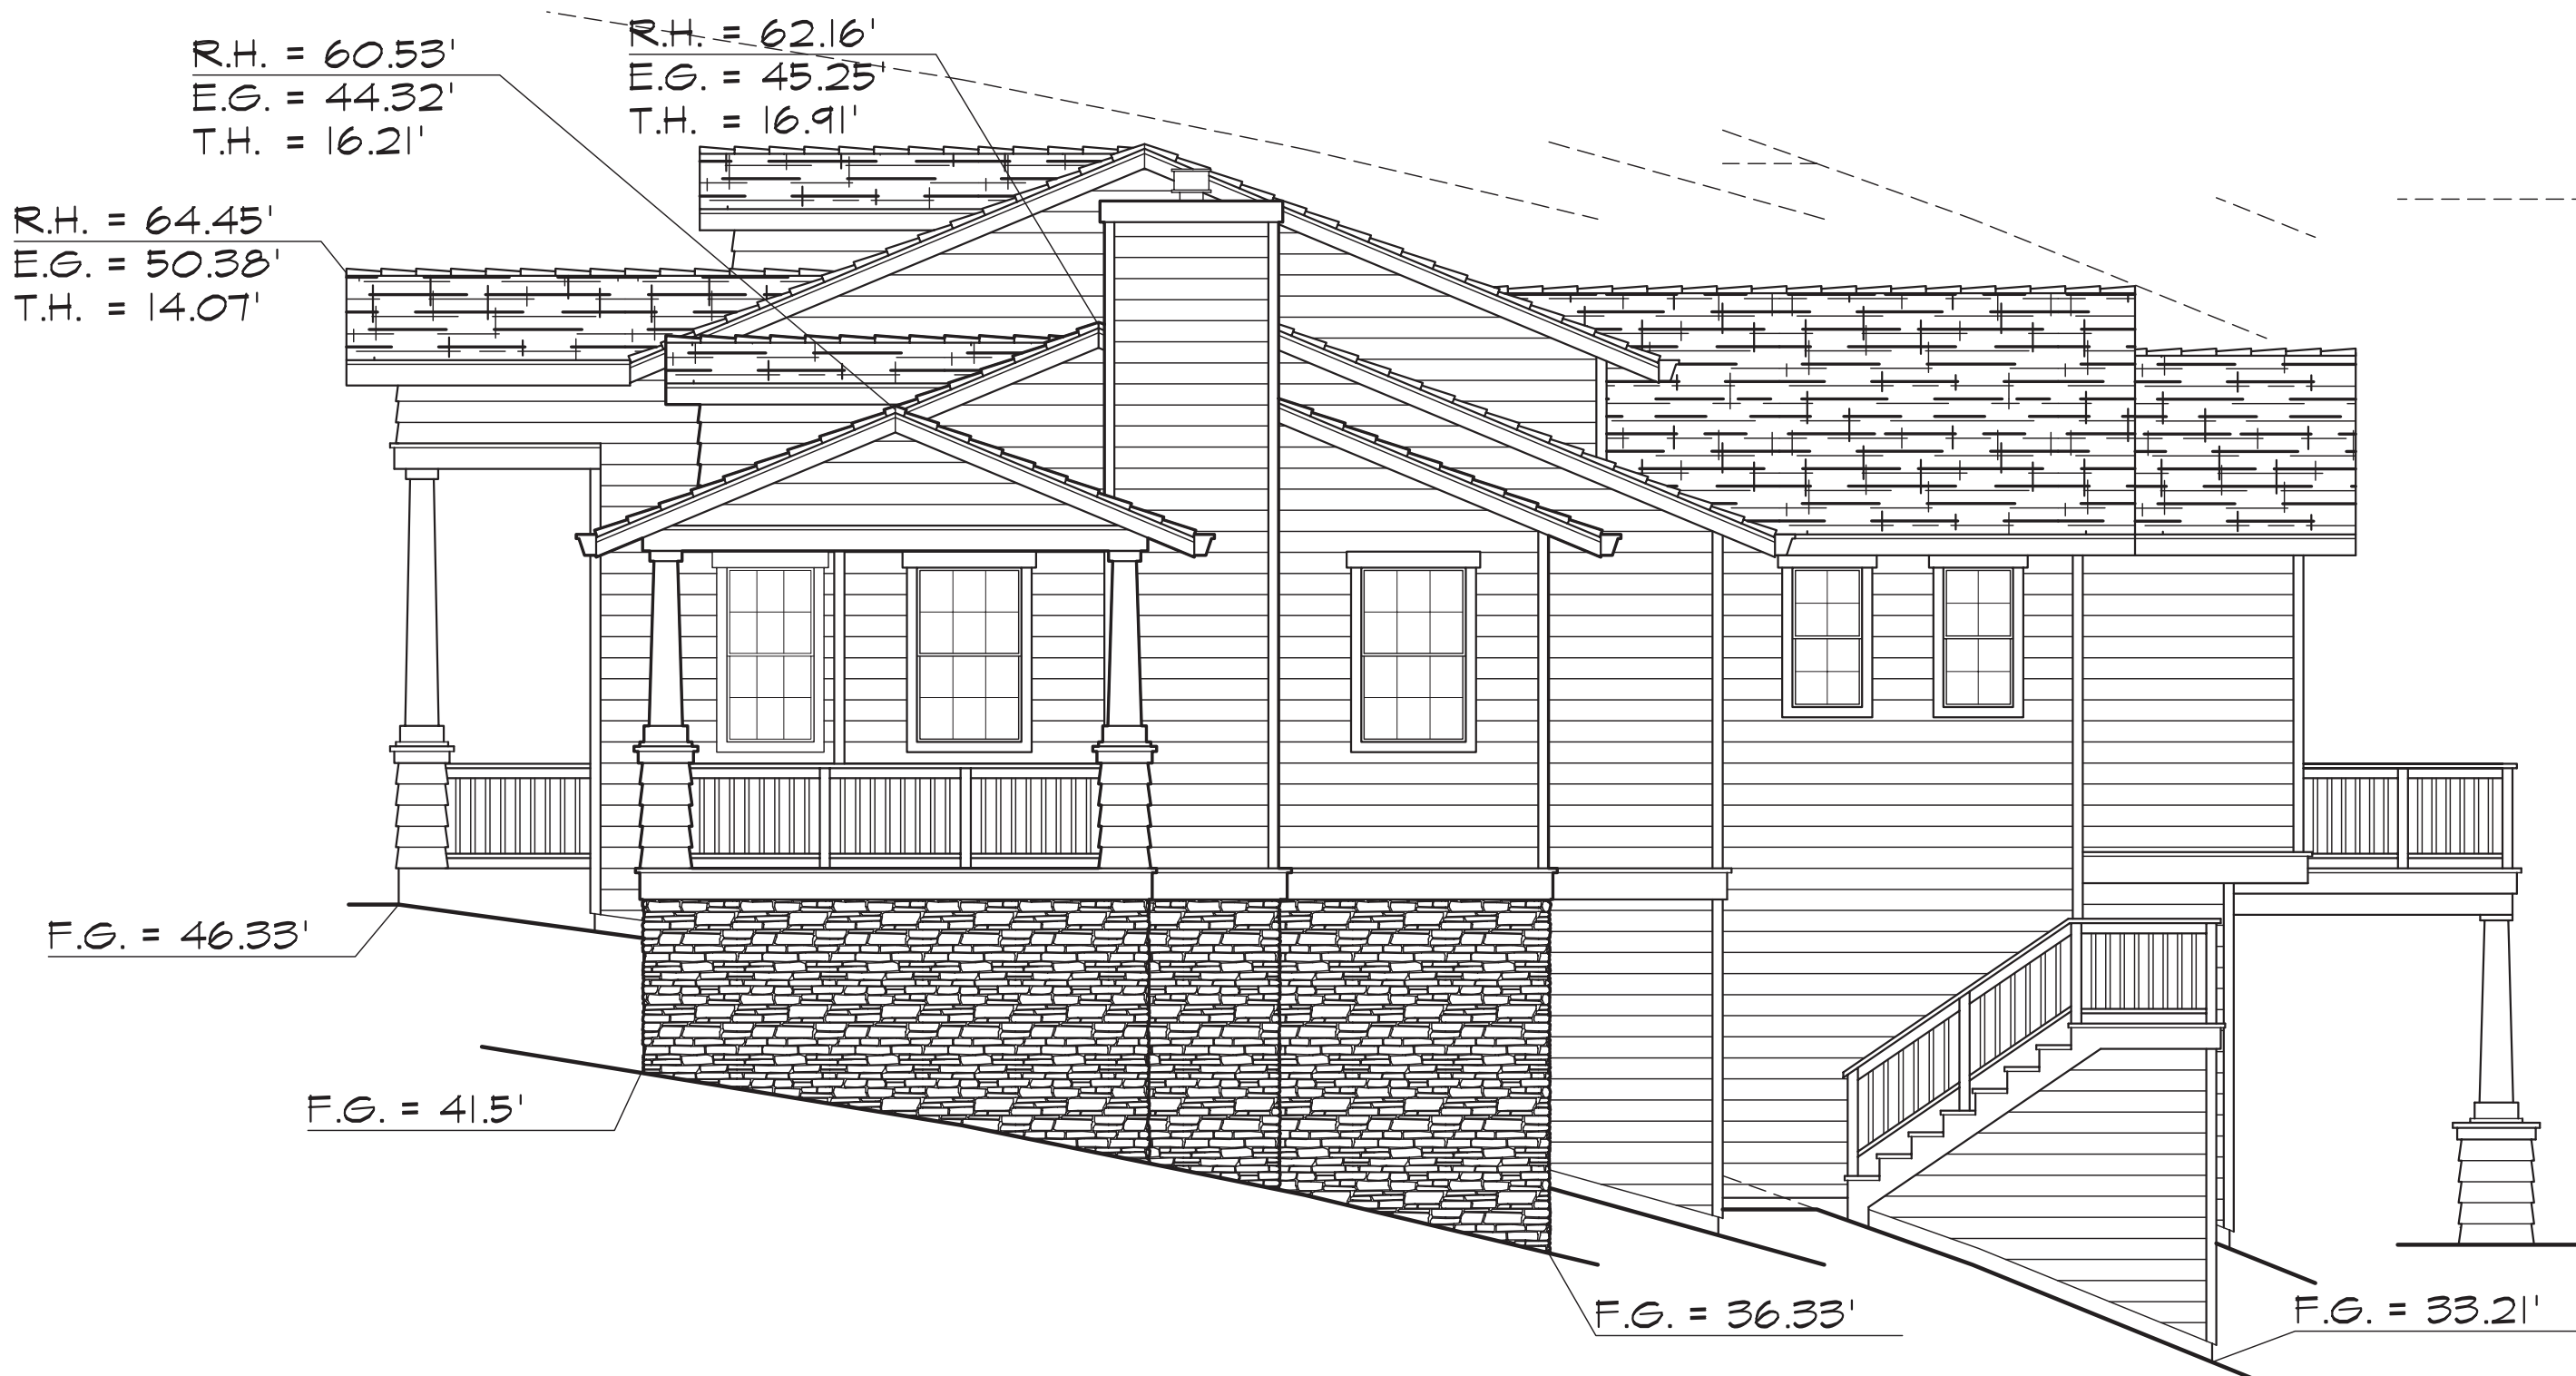 R.H. = 62.16'
E.G. = 45.25'
T.H. = 16.91'
R.H. = 60.53'
E.G. = 44.32'
T.H. = 16.21'
R.H. = 64.45'
E.G. = 50.38'
T.H. = 14.07'
F.G. = 46.33'
F.G. = 41.5'
F.G. = 36.33'
F.G. = 33.21'